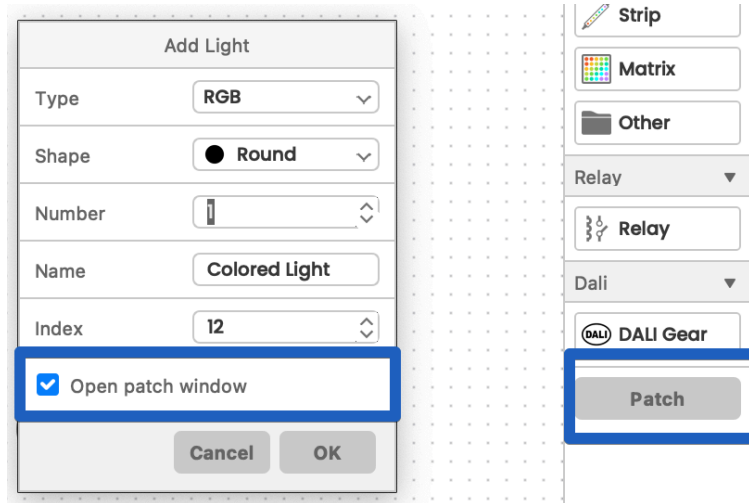 Add Light
Type
RGB
Shape
Round
Number
1
Name
Colored Light
Index
12
Open patch window
Cancel
OK
Strip
Matrix
Other
Relay
Relay
Dali
DALI
DALI Gear
Patch